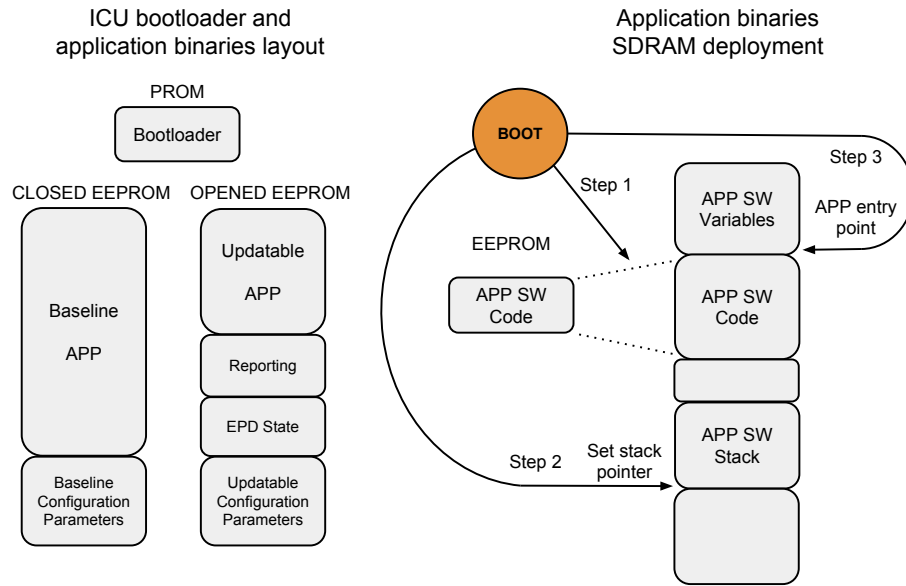 ICU bootloader and
application binaries layout
PROM
Bootloader
CLOSED EEPROM
OPENED EEPROM
Baseline
APP
Updatable
APP
Reporting
EPD State
Baseline
Configuration
Parameters
Updatable
Configuration
Parameters
Application binaries
SDRAM deployment
BOOT
Step 1
Step 3
APP SW
Variables
APP entry
point
EEPROM
APP SW
Code
APP SW
Code
APP SW
Stack
Step 2
Set stack
pointer